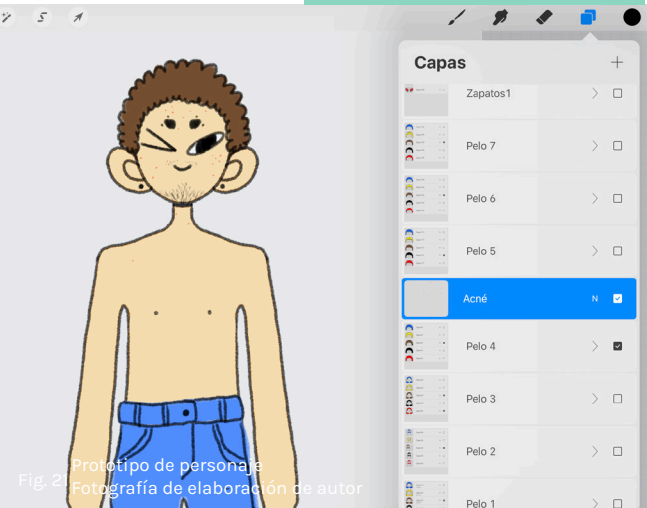 Capas
Zapatos1
Pelo 7
Pelo 6
Pelo 5
Acné
N
Pelo 4
Pelo 3
Pelo 2
Pelo 1
Fig. 21
Prototipo de personaje
Fotografía de elaboración de autor